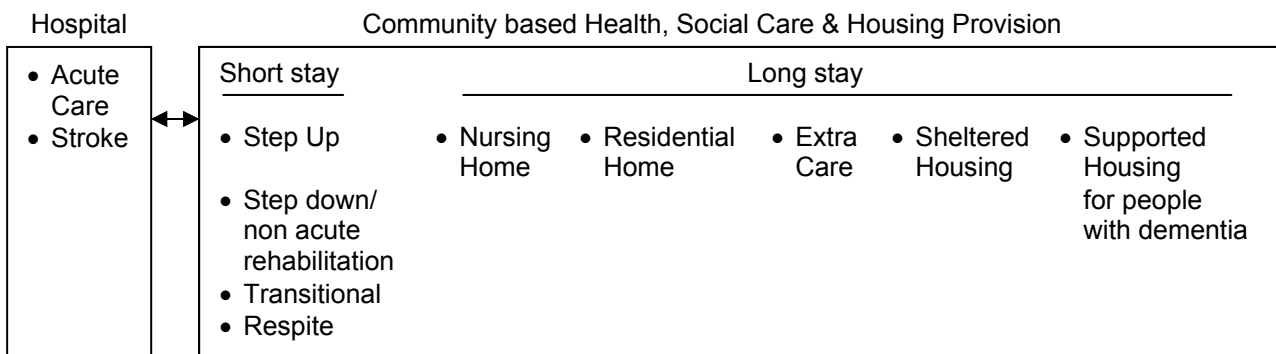 Hospital
Community based Health, Social Care & Housing Provision
• Acute
Care
• Stroke
Short stay
• Step Up
• Step down/
non acute
rehabilitation
• Transitional
• Respite
Long stay
• Nursing
Home
• Residential
Home
• Extra
Care
• Sheltered
Housing
• Supported
Housing
for people
with dementia